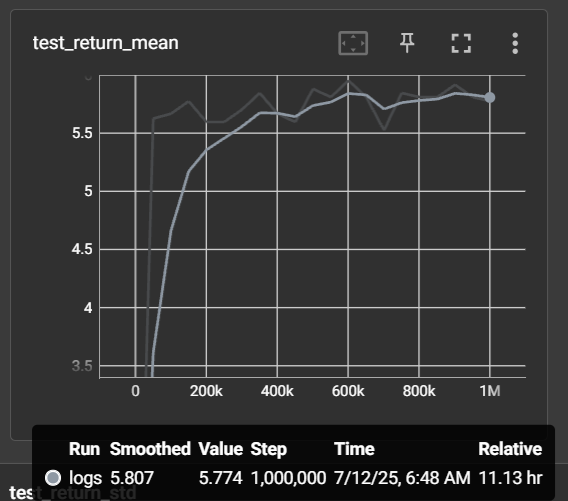 test_return_mean
5.5
5
4.5
4
3.5
0 200k 400k 600k 800k 1M
Run Smoothed Value Step Time Relative
logs 5.807 5.774 1,000,000 7/12/25, 6:48 AM 11.13 hr
test_return_std